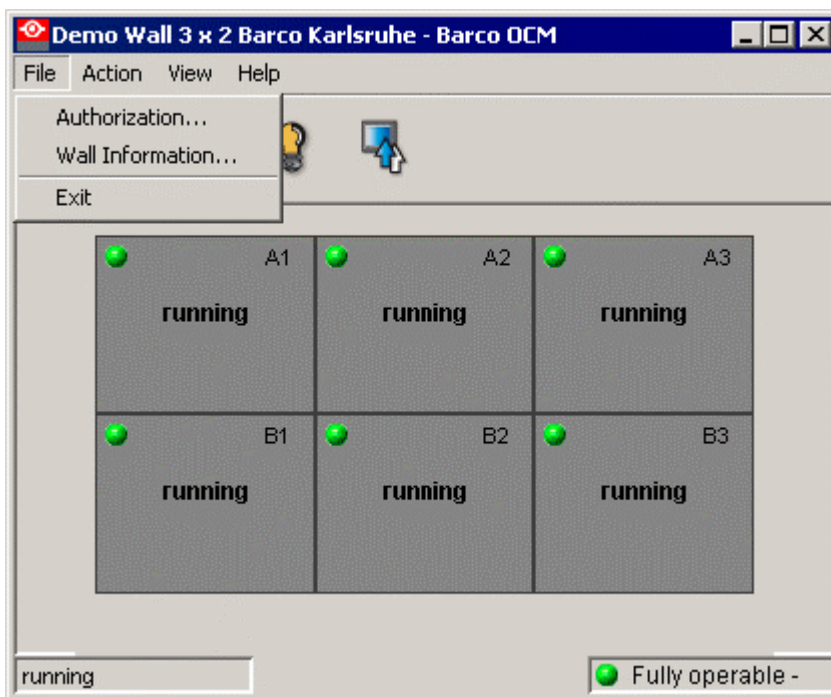 Demo Wall 3 x 2 Barco Karlsruhe - Barco OCM
File Action View Help
Authorization...
Wall Information...
Exit
A1 A2 A3
running running running
B1 B2 B3
running running running
running Fully operable -